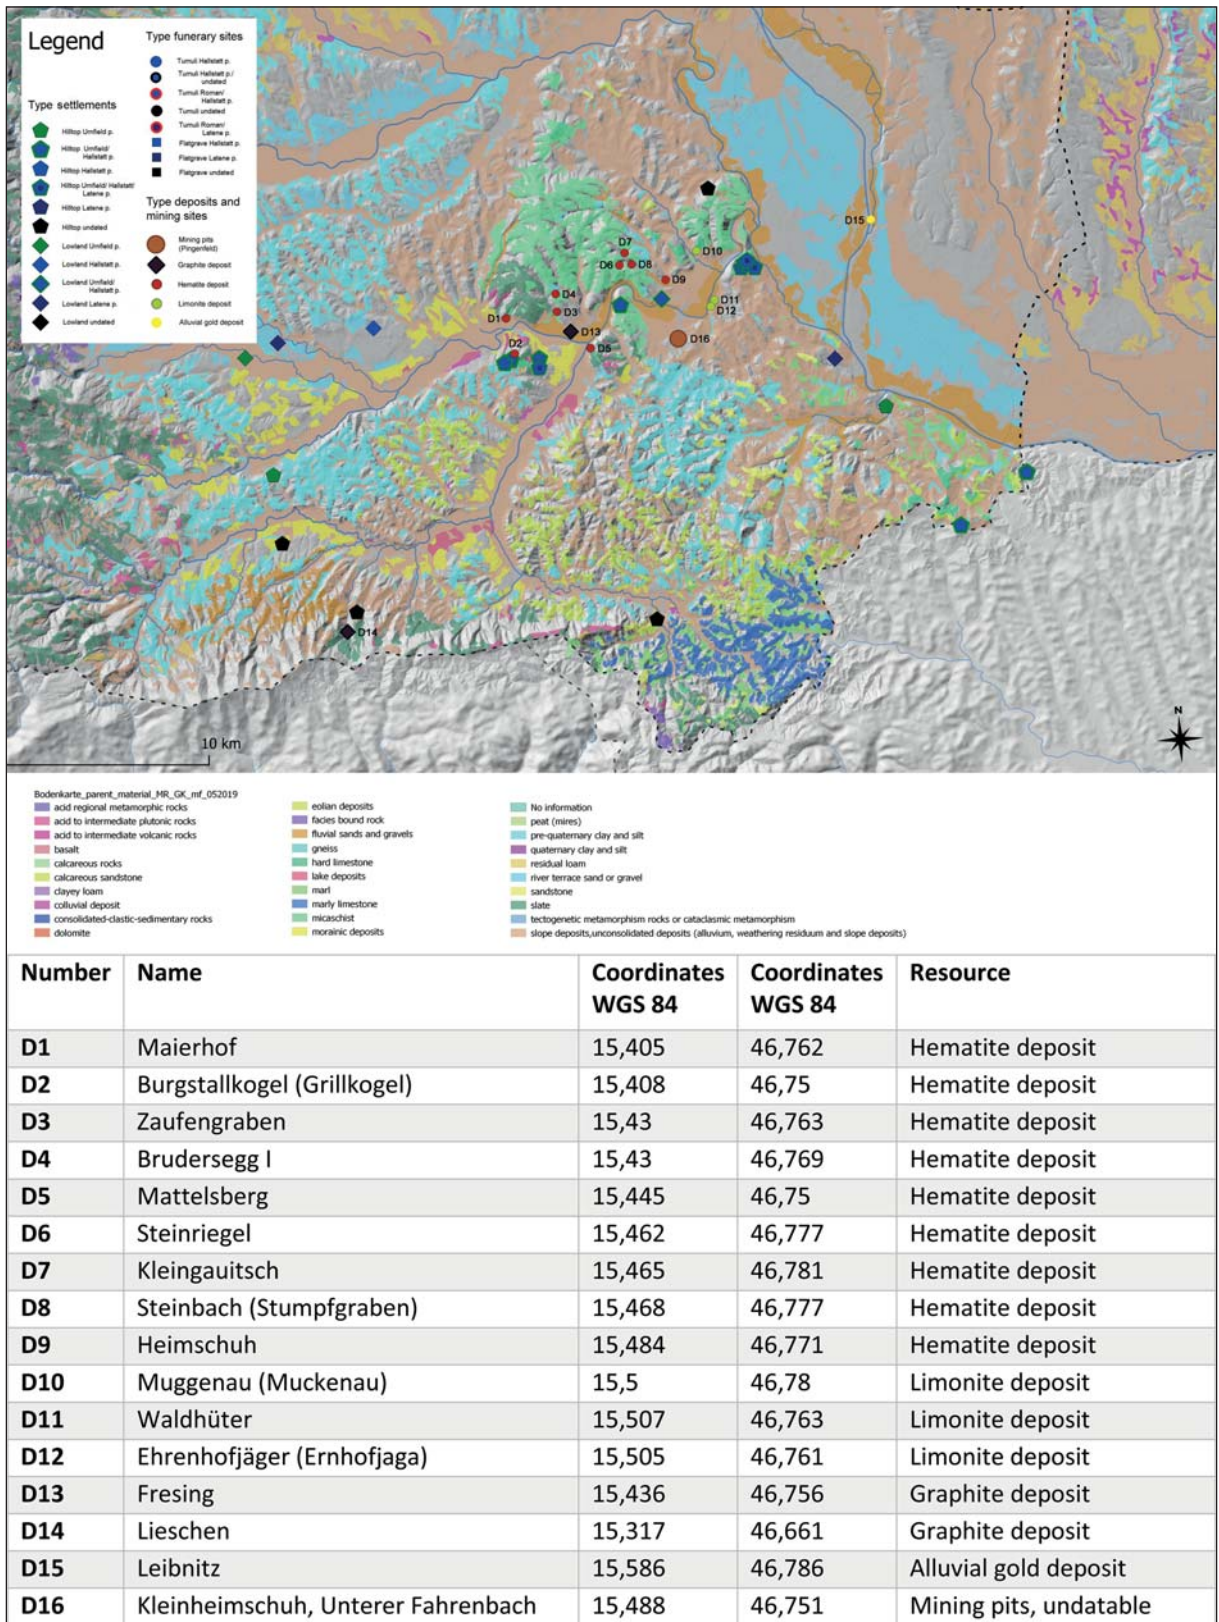 Legend
Type settlements
Hilltop Urnfield p.
Hilltop Urnfield/
Hallstatt p.
Hilltop Hallstatt p.
Hilltop Urnfield/ Hallstatt/
Latene p.
Hilltop Latene p.
Hilltop undated
Lowland Urnfield p.
Lowland Hallstatt p.
Lowland Urnfield/
Hallstatt p.
Lowland Latene p.
Lowland undated
Type funerary sites
Tumuli Hallstatt p.
Tumuli Hallstatt p./
undated
Tumuli Roman/
Hallstatt p.
Tumuli undated
Tumuli Roman/
Latene p.
Flatgrave Hallstatt p.
Flatgrave Latene p.
Flatgrave undated
Type deposits and
mining sites
Mining pits
(Pingenfeld)
Graphite deposit
Hematite deposit
Limonite deposit
Alluvial gold deposit
D15
D10
D7
D6 D8
D9
D4
D11
D3
D12
D1
D13
D16
D5
D2
D14
10 km
N
Bodenkarte_parent_material_MR_GK_mf_052019
acid regional metamorphic rocks
acid to intermediate plutonic rocks
acid to intermediate volcanic rocks
basalt
calcareous rocks
calcareous sandstone
clayey loam
colluvial deposit
consolidated-clastic-sedimentary rocks
dolomite
eolian deposits
facies bound rock
fluvial sands and gravels
gneiss
hard limestone
lake deposits
marl
marly limestone
micaschist
morainic deposits
No information
peat (mires)
pre-quaternary clay and silt
quaternary clay and silt
residual loam
river terrace sand or gravel
sandstone
slate
tectogenetic metamorphism rocks or cataclasmic metamorphism
slope deposits,unconsolidated deposits (alluvium, weathering residuum and slope deposits)
Number Name Coordinates WGS 84 Coordinates WGS 84 Resource
D1 Maierhof 15,405 46,762 Hematite deposit
D2 Burgstallkogel (Grillkogel) 15,408 46,75 Hematite deposit
D3 Zaufengraben 15,43 46,763 Hematite deposit
D4 Brudersegg I 15,43 46,769 Hematite deposit
D5 Mattelsberg 15,445 46,75 Hematite deposit
D6 Steinriegel 15,462 46,777 Hematite deposit
D7 Kleingauitsch 15,465 46,781 Hematite deposit
D8 Steinbach (Stumpfgraben) 15,468 46,777 Hematite deposit
D9 Heimschuh 15,484 46,771 Hematite deposit
D10 Muggenau (Muckenau) 15,5 46,78 Limonite deposit
D11 Waldhüter 15,507 46,763 Limonite deposit
D12 Ehrenhofjäger (Ernhofjaga) 15,505 46,761 Limonite deposit
D13 Fresing 15,436 46,756 Graphite deposit
D14 Lieschen 15,317 46,661 Graphite deposit
D15 Leibnitz 15,586 46,786 Alluvial gold deposit
D16 Kleinheimschuh, Unterer Fahrenbach 15,488 46,751 Mining pits, undatable